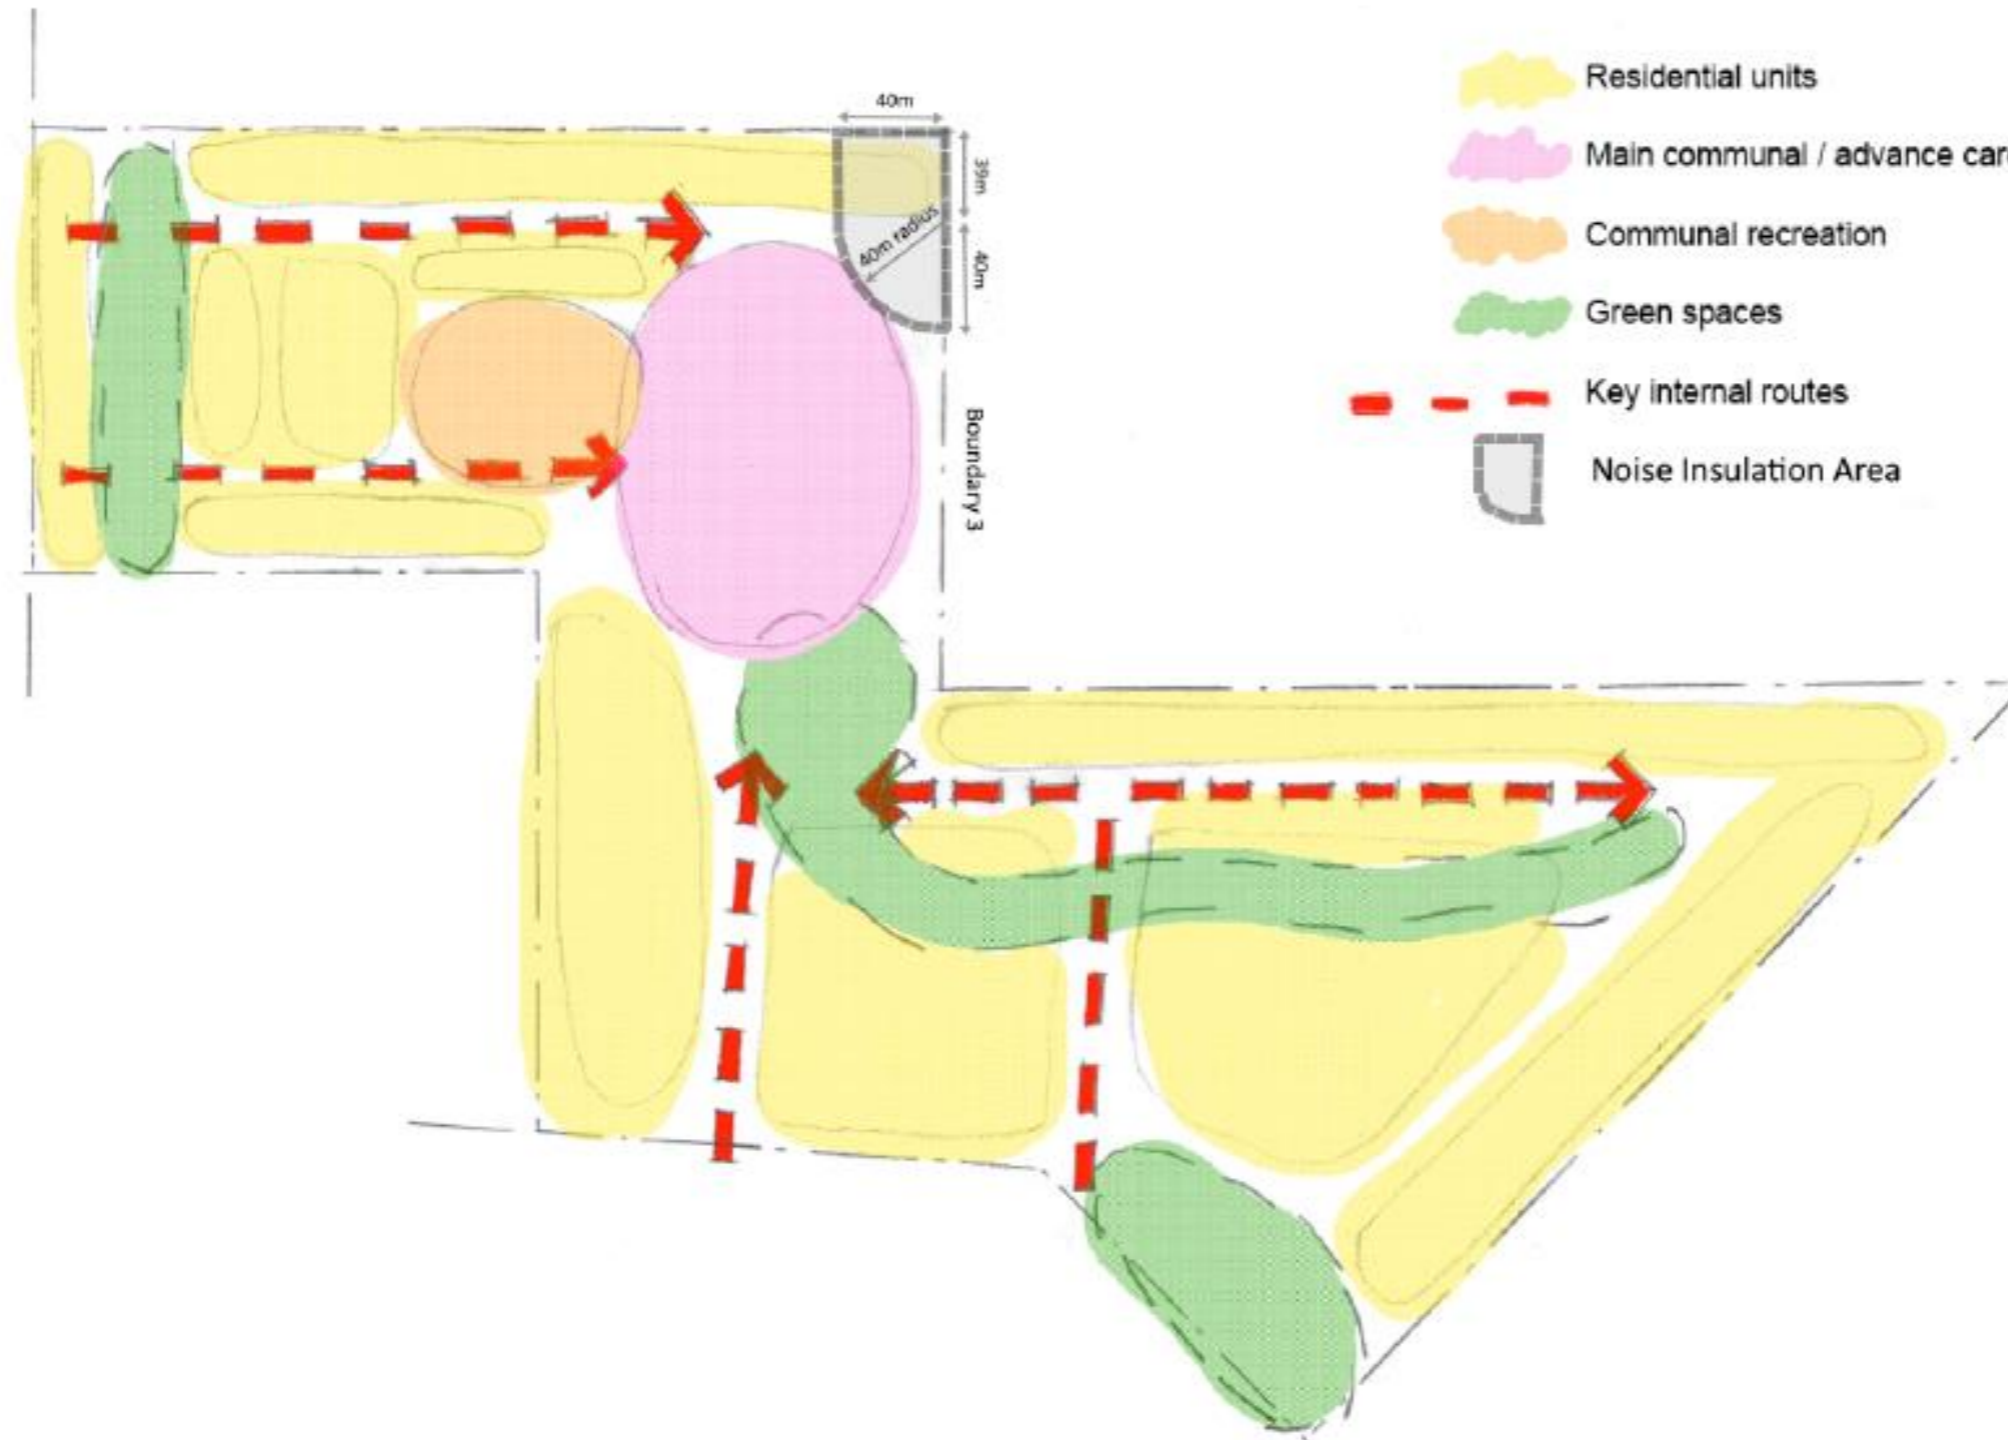 40m
39m
40m radius
40m
Boundary 3
Residential units
Main communal / advance car
Communal recreation
Green spaces
Key internal routes
Noise Insulation Area